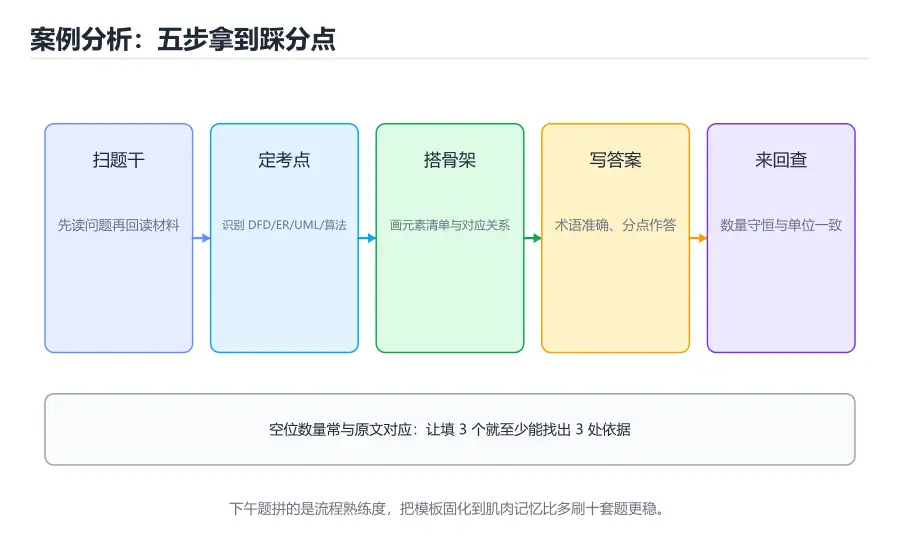 案例分析：五步拿到踩分点
扫题干
先读问题再回读材料
定考点
识别 DFD/ER/UML/算法
搭骨架
画元素清单与对应关系
写答案
术语准确、分点作答
来回查
数量守恒与单位一致
空位数量常与原文对应：让填 3 个就至少能找出 3 处依据
下午题拼的是流程熟练度，把模板固化到肌肉记忆比多刷十套题更稳。